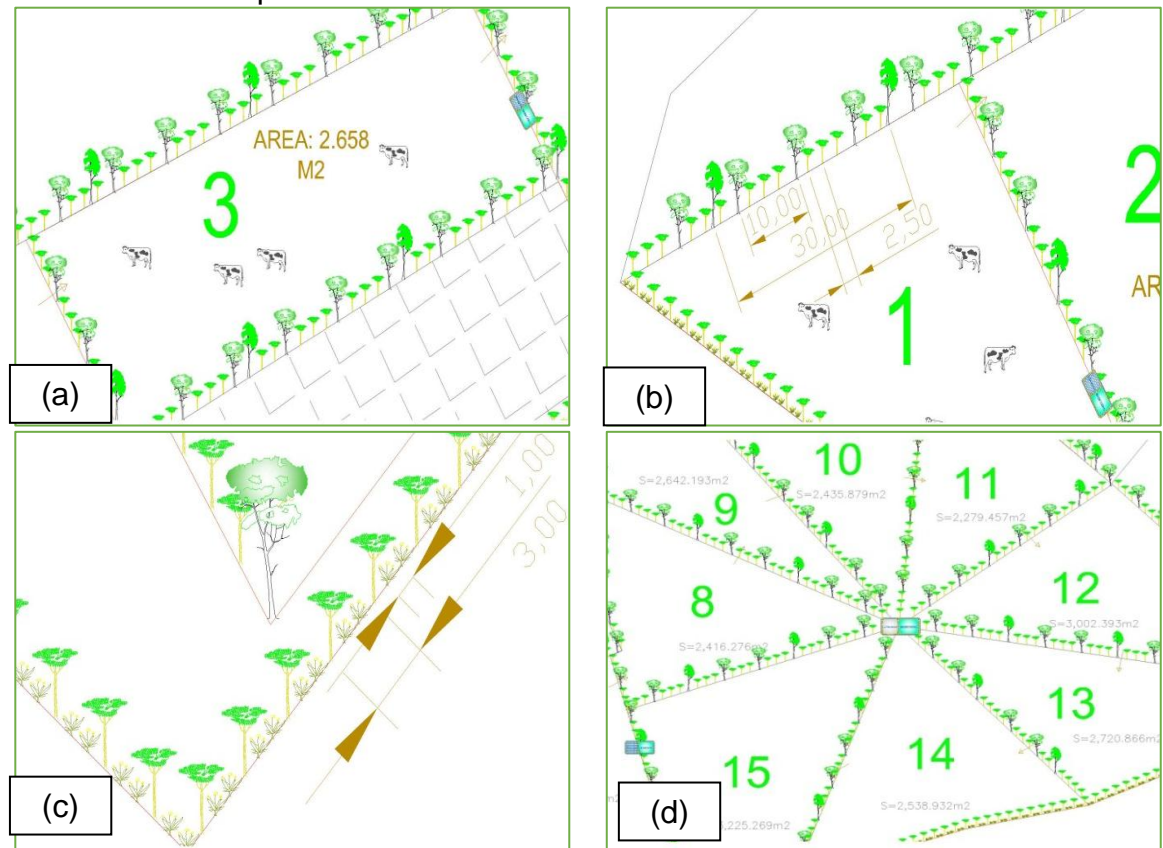 AREA: 2.658
M2
3
(a)
10,00
30,00
2,50
2
1
(b)
1,00
3,00
(c)
10
S=2,642.193m2
S=2,435.879m2
11
9
S=2,279.457m2
8
12
S=3,002.393m2
S=2,416.276m2
13
S=2,720.866m2
14
15
S=2,538.932m2
(d)